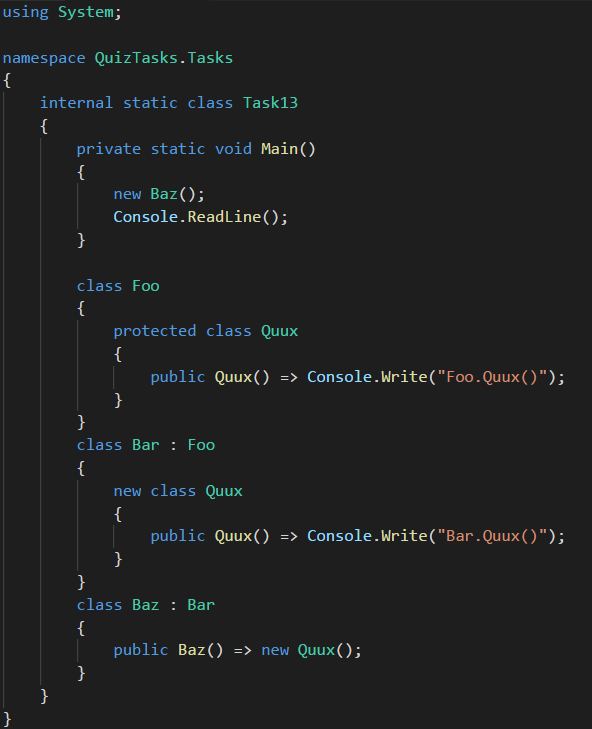 using System;

namespace QuizTasks.Tasks
{
    internal static class Task13
    {
        private static void Main()
        {
            new Baz();
            Console.ReadLine();
        }

        class Foo
        {
            protected class Quux
            {
                public Quux() => Console.Write("Foo.Quux()");
            }
        }
        class Bar : Foo
        {
            new class Quux
            {
                public Quux() => Console.Write("Bar.Quux()");
            }
        }
        class Baz : Bar
        {
            public Baz() => new Quux();
        }
    }
}